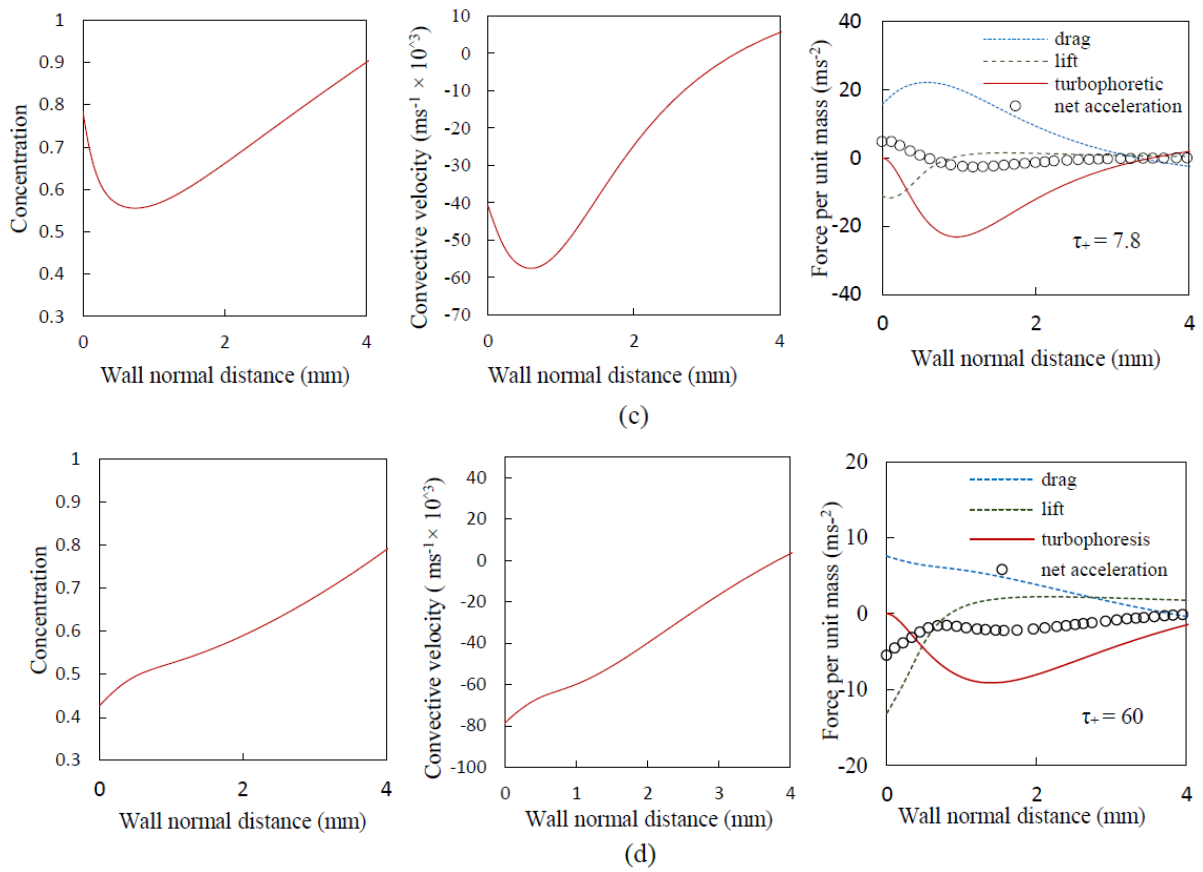 Concentration
1
0.9
0.8
0.7
0.6
0.5
0.4
0.3
0
2
4
Wall normal distance (mm)
Convective velocity (ms⁻¹ × 10^³)
10
0
-10
-20
-30
-40
-50
-60
-70
0
1
2
3
4
Wall normal distance (mm)
Force per unit mass (ms⁻²)
40
20
0
-20
-40
drag
lift
turbophoretic
net acceleration
τ₊ = 7.8
0
2
4
Wall normal distance (mm)
(c)
Concentration
1
0.9
0.8
0.7
0.6
0.5
0.4
0.3
0
2
4
Wall normal distance (mm)
Convective velocity ( ms⁻¹ × 10^³)
40
20
0
-20
-40
-60
-80
-100
0
1
2
3
4
Wall normal distance (mm)
Force per unit mass (ms-²)
20
10
0
-10
-20
drag
lift
turbophoresis
net acceleration
τ₊ = 60
0
2
4
Wall normal distance (mm)
(d)